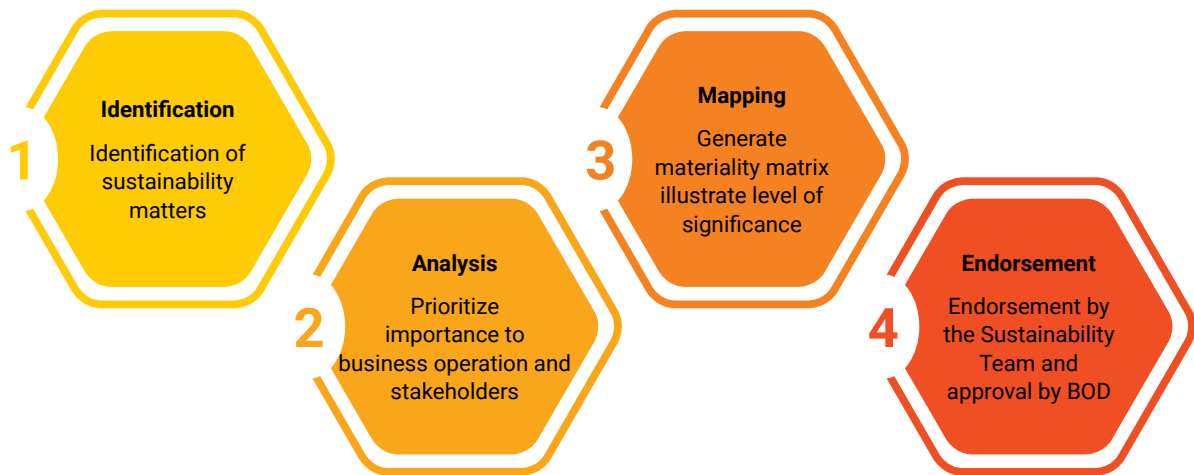 1
Identification
Identification of
sustainability
matters
2
Analysis
Prioritize
importance to
business operation and
stakeholders
3
Mapping
Generate
materiality matrix
illustrate level of
significance
4
Endorsement
Endorsement by
the Sustainability
Team and
approval by BOD